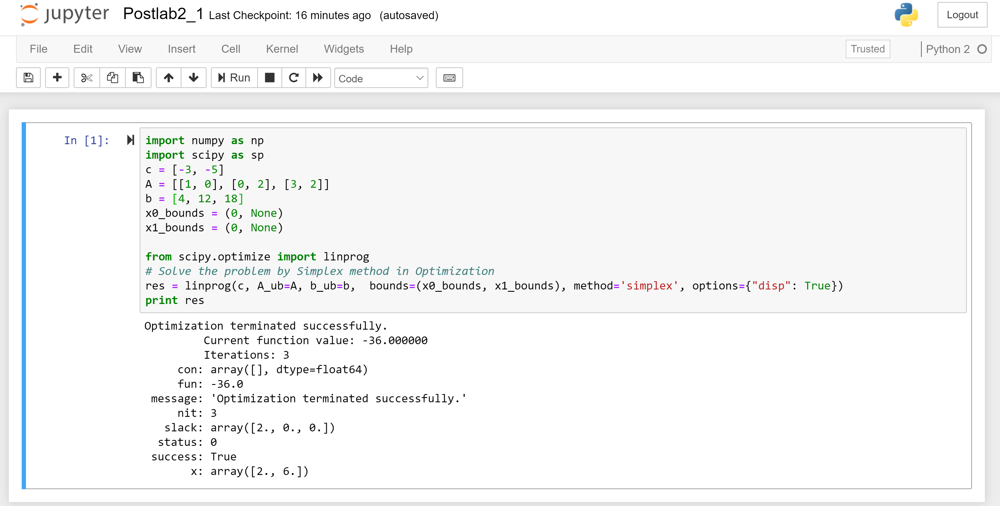 jupyter Postlab2_1 Last Checkpoint: 16 minutes ago (autosaved) Logout
File Edit View Insert Cell Kernel Widgets Help Trusted Python 2
Run Code
In [1]:
import numpy as np
import scipy as sp
c = [-3, -5]
A = [[1, 0], [0, 2], [3, 2]]
b = [4, 12, 18]
x0_bounds = (0, None)
x1_bounds = (0, None)
from scipy.optimize import linprog
# Solve the problem by Simplex method in Optimization
res = linprog(c, A_ub=A, b_ub=b,  bounds=(x0_bounds, x1_bounds), method='simplex', options={"disp": True})
print res
Optimization terminated successfully.
         Current function value: -36.000000
         Iterations: 3
     con: array([], dtype=float64)
     fun: -36.0
 message: 'Optimization terminated successfully.'
     nit: 3
   slack: array([2., 0., 0.])
  status: 0
 success: True
       x: array([2., 6.])